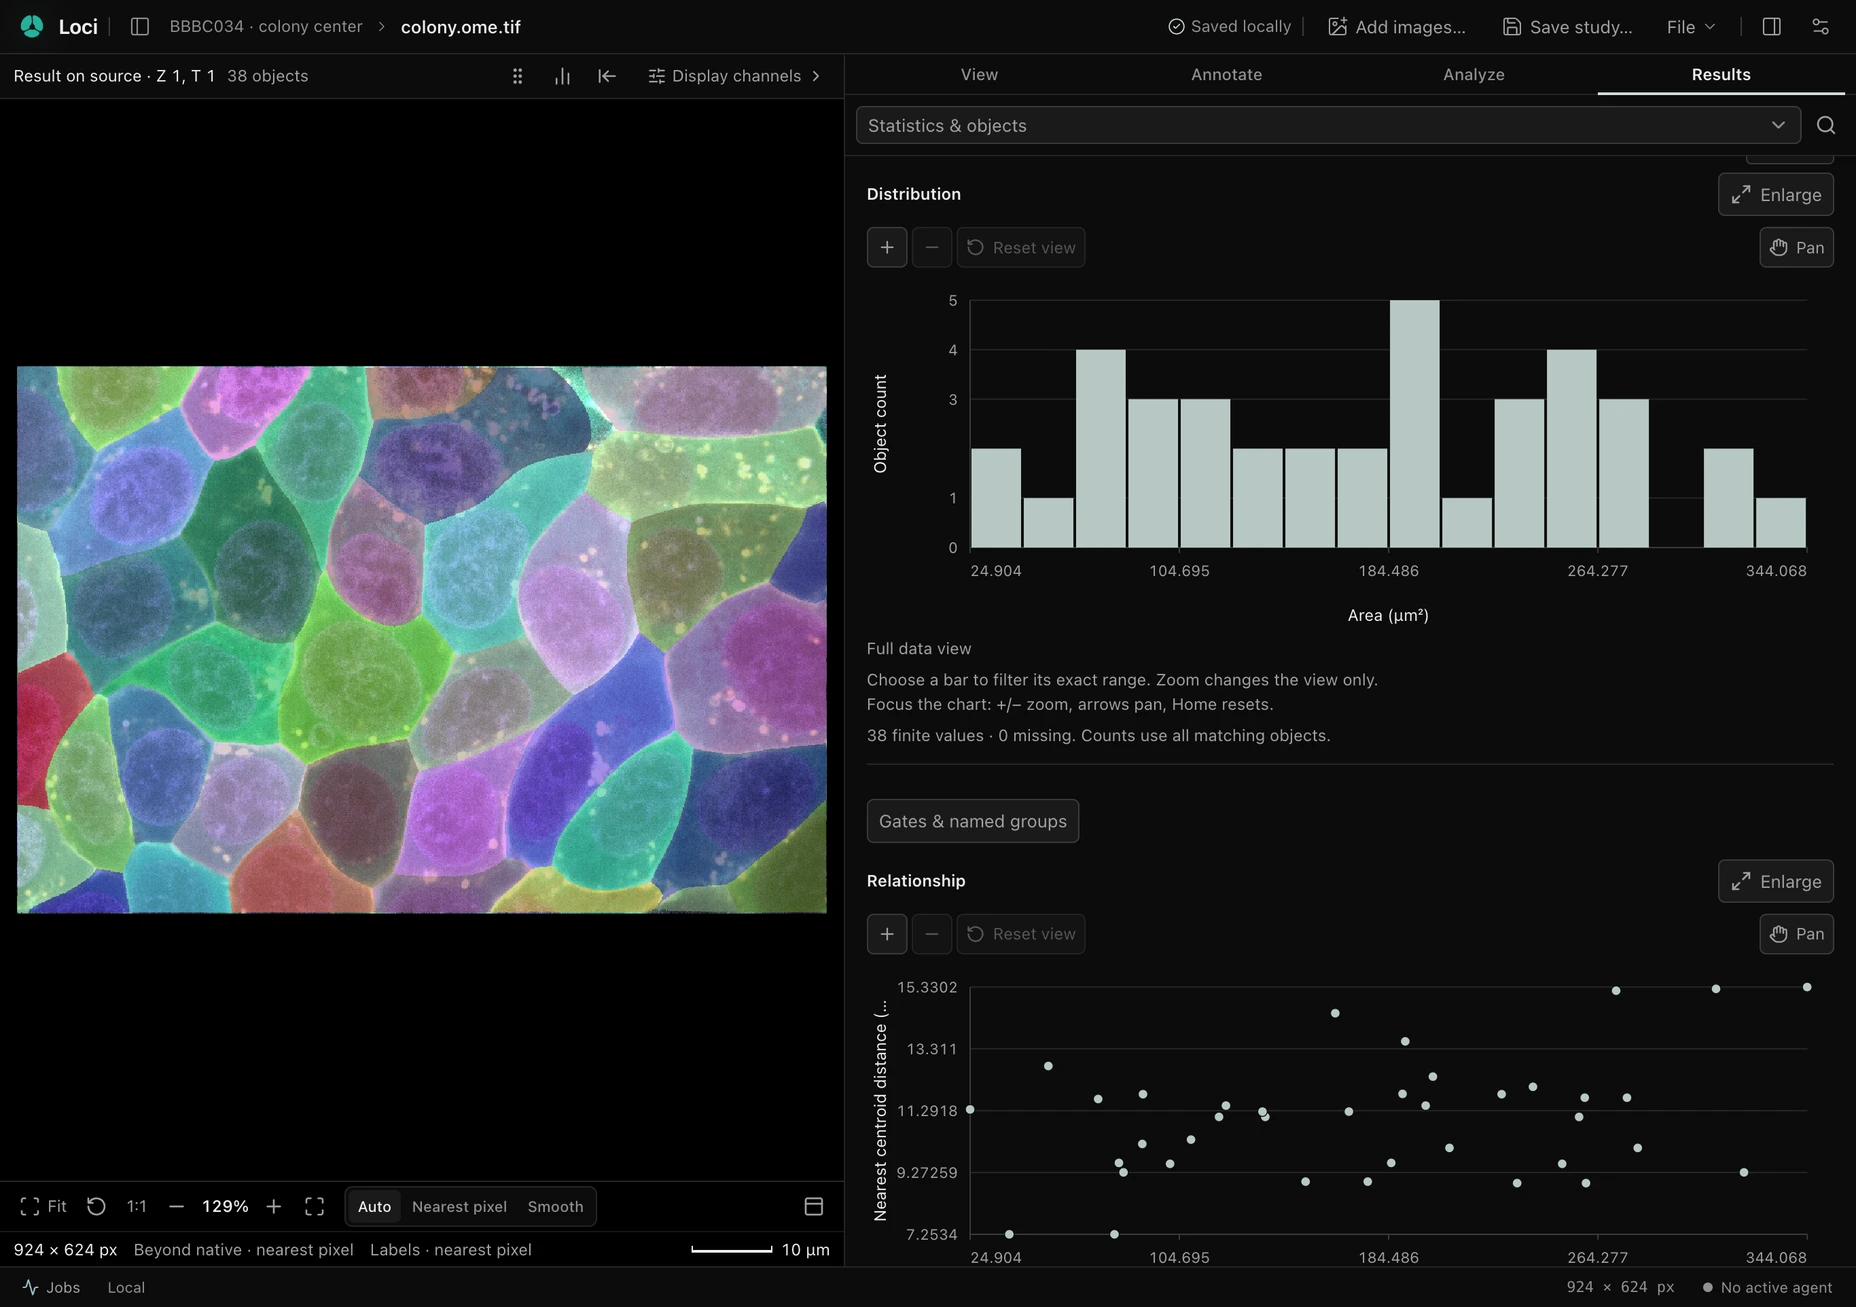 Loci
BBBC034 · colony center > colony.ome.tif
Saved locally
Add images...
Save study...
File
Result on source · Z 1, T 1 38 objects
Display channels
View
Annotate
Analyze
Results
Statistics & objects
Distribution
Enlarge
Reset view
Pan
5
4
3
1
0
Object count
24.904
104.695
184.486
264.277
344.068
Area (μm²)
Full data view
Choose a bar to filter its exact range. Zoom changes the view only.
Focus the chart: +/– zoom, arrows pan, Home resets.
38 finite values · 0 missing. Counts use all matching objects.
Gates & named groups
Relationship
Enlarge
Reset view
Pan
15.3302
13.311
11.2918
9.27259
7.2534
Nearest centroid distance (...
24.904
104.695
184.486
264.277
344.068
Fit
1:1
129%
Auto
Nearest pixel
Smooth
924 × 624 px Beyond native · nearest pixel Labels · nearest pixel
10 μm
Jobs
Local
924 × 624 px
No active agent